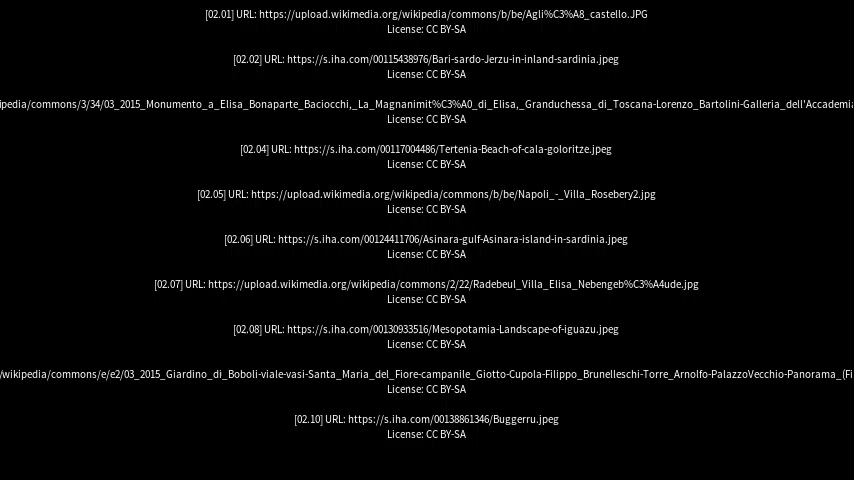 [02.01] URL: https://upload.wikimedia.org/wikipedia/commons/b/be/Agli%C3%A8_castello.JPG
License: CC BY-SA
[02.02] URL: https://s.iha.com/00115438976/Bari-sardo-Jerzu-in-inland-sardinia.jpeg
License: CC BY-SA
ipedia/commons/3/34/03_2015_Monumento_a_Elisa_Bonaparte_Baciocchi,_La_Magnanimit%C3%A0_di_Elisa,_Granduchessa_di_Toscana-Lorenzo_Bartolini-Galleria_dell'Accademia
License: CC BY-SA
[02.04] URL: https://s.iha.com/00117004486/Tertenia-Beach-of-cala-goloritze.jpeg
License: CC BY-SA
[02.05] URL: https://upload.wikimedia.org/wikipedia/commons/b/be/Napoli_-_Villa_Rosebery2.jpg
License: CC BY-SA
[02.06] URL: https://s.iha.com/00124411706/Asinara-gulf-Asinara-island-in-sardinia.jpeg
License: CC BY-SA
[02.07] URL: https://upload.wikimedia.org/wikipedia/commons/2/22/Radebeul_Villa_Elisa_Nebengeb%C3%A4ude.jpg
License: CC BY-SA
[02.08] URL: https://s.iha.com/00130933516/Mesopotamia-Landscape-of-iguazu.jpeg
License: CC BY-SA
/wikipedia/commons/e/e2/03_2015_Giardino_di_Boboli-viale-vasi-Santa_Maria_del_Fiore-campanile_Giotto-Cupola-Filippo_Brunelleschi-Torre_Arnolfo-PalazzoVecchio-Panorama_(Fi
License: CC BY-SA
[02.10] URL: https://s.iha.com/00138861346/Buggerru.jpeg
License: CC BY-SA